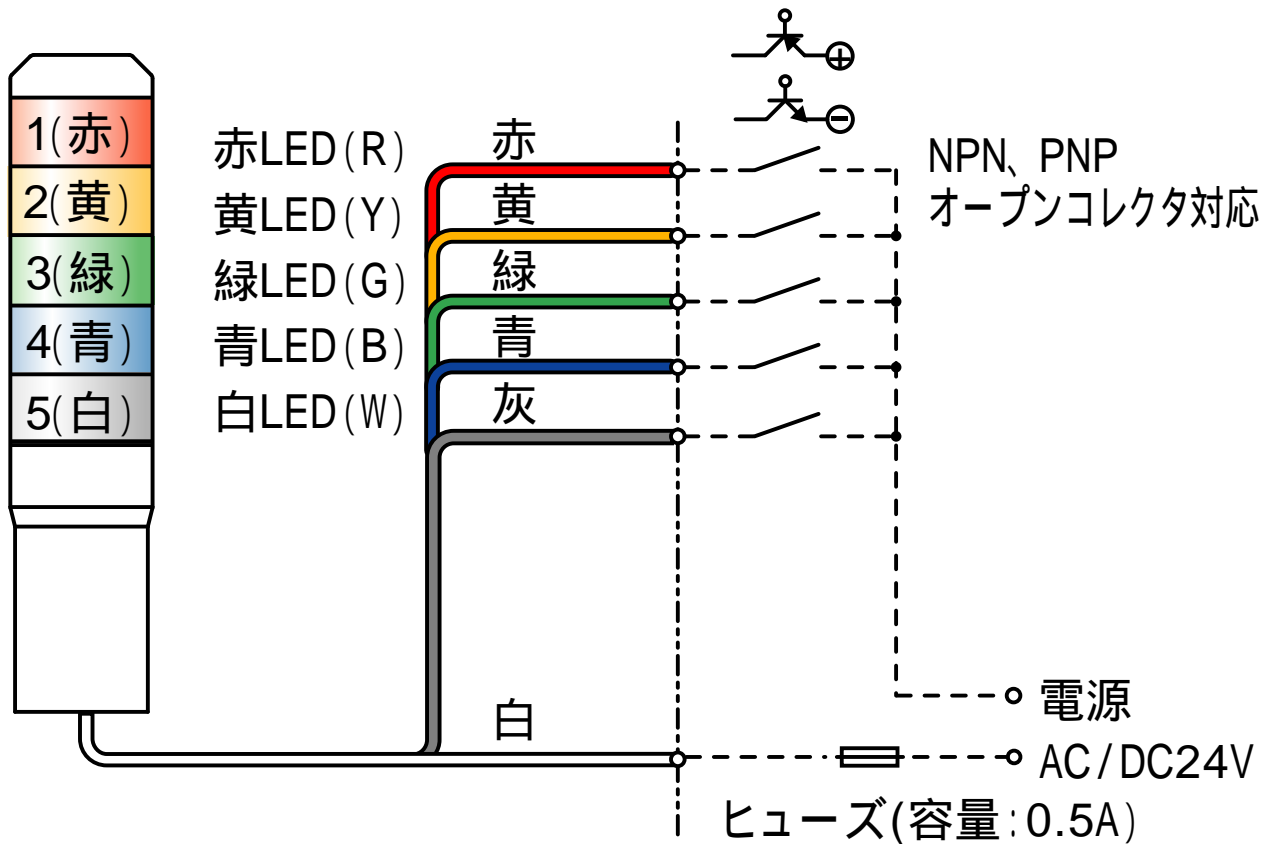 1(赤)
2(黄)
3(緑)
4(青)
5(白)
赤LED(R)
黄LED(Y)
緑LED(G)
青LED(B)
白LED(W)
赤
黄
緑
青
灰
白
NPN、PNP
オープンコレクタ対応
電源
AC/DC24V
ヒューズ(容量:0.5A)